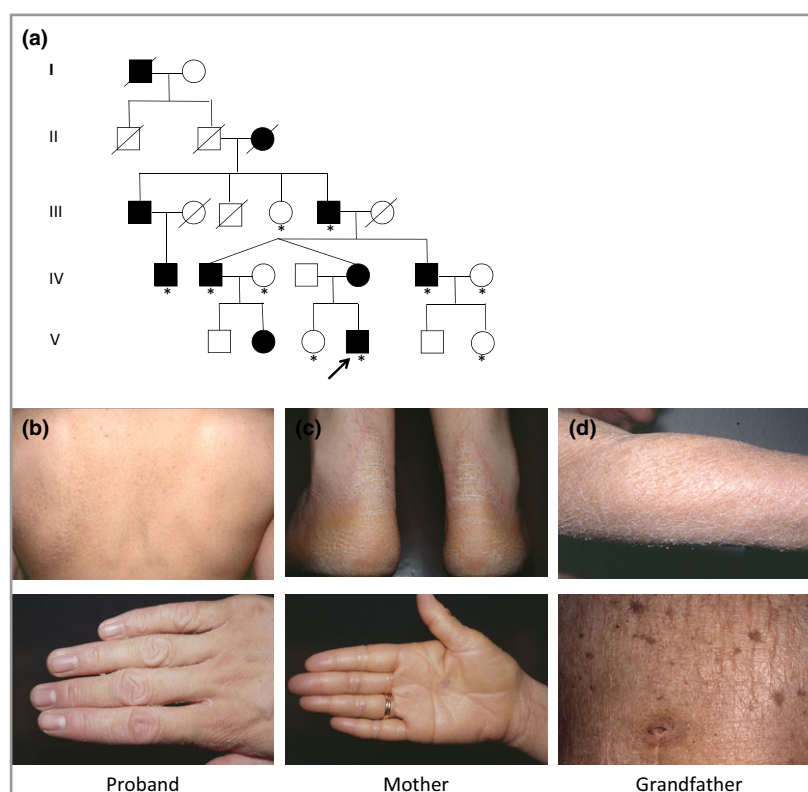 (a)
I
II
III
* *
IV
* * * * *
V
* * *
(b) (c) (d)
Proband Mother Grandfather